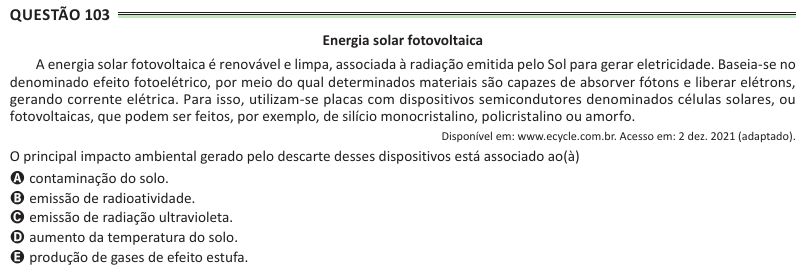 QUESTÃO 103
Energia solar fotovoltaica
A energia solar fotovoltaica é renovável e limpa, associada à radiação emitida pelo Sol para gerar eletricidade. Baseia-se no
denominado efeito fotoelétrico, por meio do qual determinados materiais são capazes de absorver fótons e liberar elétrons,
gerando corrente elétrica. Para isso, utilizam-se placas com dispositivos semicondutores denominados células solares, ou
fotovoltaicas, que podem ser feitos, por exemplo, de silício monocristalino, policristalino ou amorfo.
Disponível em: www.ecycle.com.br. Acesso em: 2 dez. 2021 (adaptado).
O principal impacto ambiental gerado pelo descarte desses dispositivos está associado ao(à)
A contaminação do solo.
B emissão de radioatividade.
C emissão de radiação ultravioleta.
D aumento da temperatura do solo.
E produção de gases de efeito estufa.